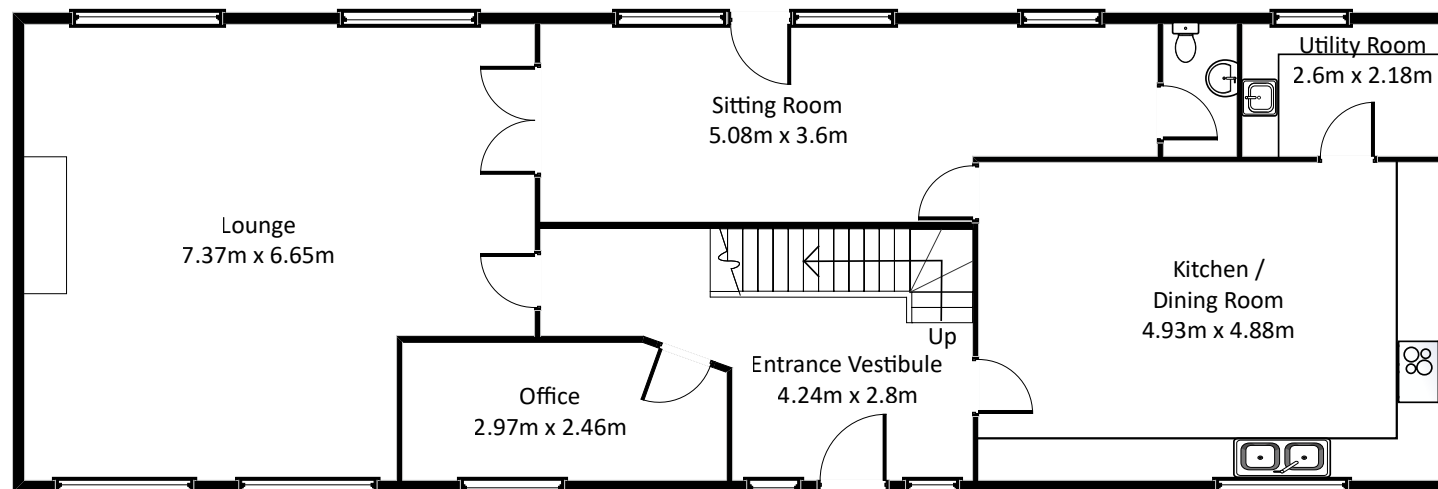 Utility Room
2.6m x 2.18m
Sitting Room
5.08m x 3.6m
Lounge
7.37m x 6.65m
Kitchen /
Dining Room
4.93m x 4.88m
Up
Entrance Vestibule
4.24m x 2.8m
Office
2.97m x 2.46m